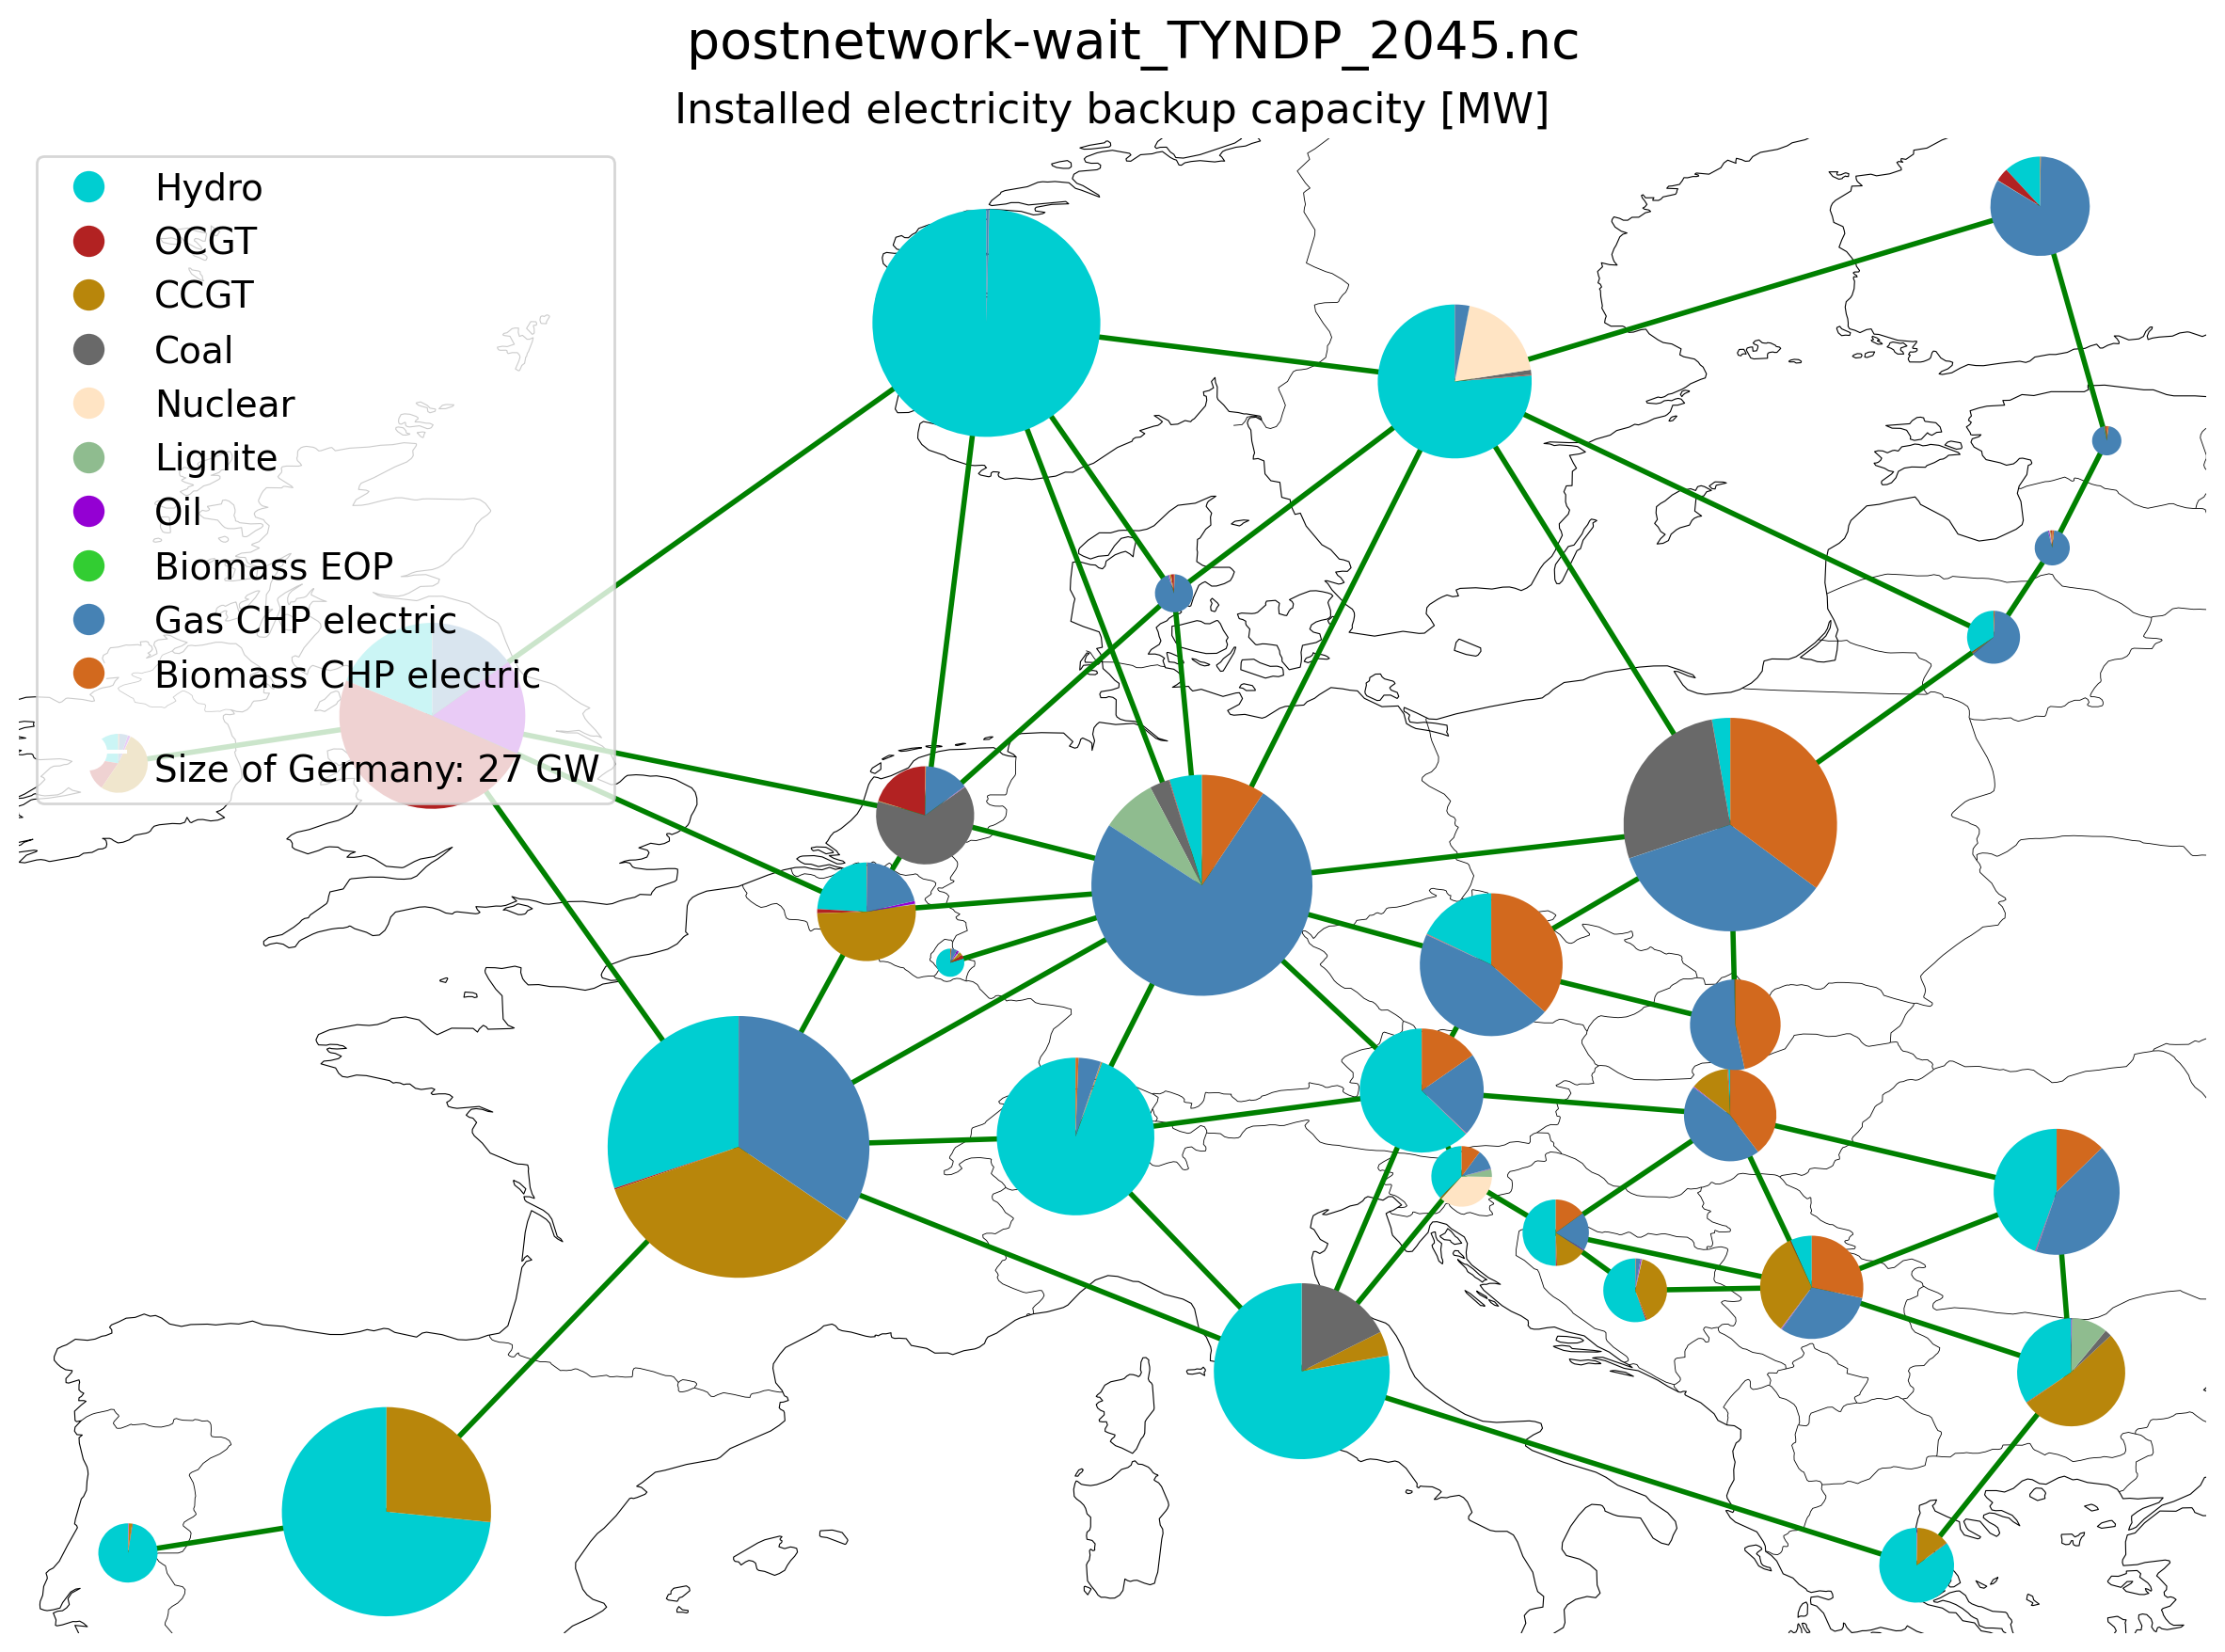 postnetwork-wait_TYNDP_2045.nc
Installed electricity backup capacity [MW]
Hydro
OCGT
CCGT
Coal
Nuclear
Lignite
Oil
Biomass EOP
Gas CHP electric
Biomass CHP electric
Size of Germany: 27 GW